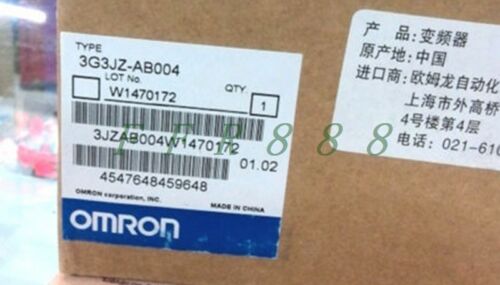 TYPE
3G3JZ-AB004
LOT No.
QTY.
W1470172
1
3JZAB004W1470172
01.02
4547648459648
OMRON corporation, INC.
MADE IN CHINA
OMRON
产品: 变频器
原产地: 中国
进口商: 欧姆龙自动化
上海市外高桥
4号楼第4层
电话: 021-616
FFR888